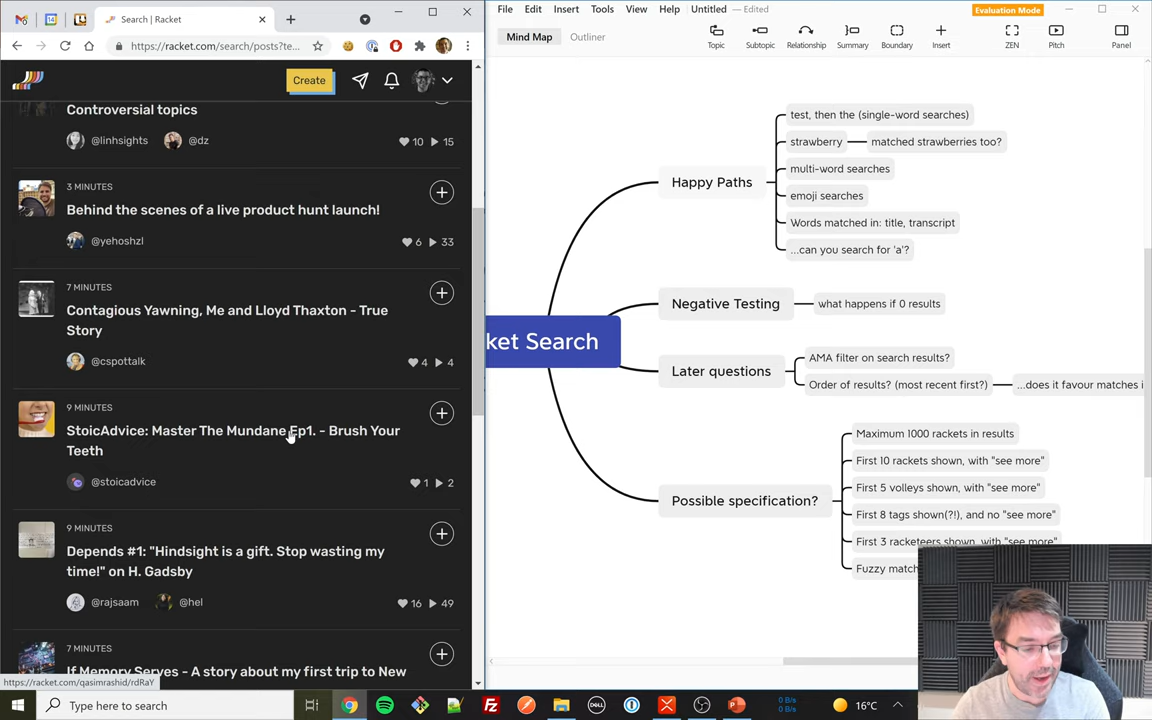 Search | Racket
https://racket.com/search/posts?te...
Create
Controversial topics
@linhsights
@dz
10
15
3 MINUTES
Behind the scenes of a live product hunt launch!
@yehoshzl
6
33
7 MINUTES
Contagious Yawning, Me and Lloyd Thaxton - True
Story
@cspottalk
4
4
9 MINUTES
StoicAdvice: Master The Mundane Ep1. - Brush Your
Teeth
@stoicadvice
1
2
9 MINUTES
Depends #1: "Hindsight is a gift. Stop wasting my
time!" on H. Gadsby
@rajsaam
@hel
16
49
7 MINUTES
If Memory Serves - A story about my first trip to New
https://racket.com/qasimrashid/rdRaY
File
Edit
Insert
Tools
View
Help
Untitled
— Edited
Evaluation Mode
Mind Map
Outliner
Topic
Subtopic
Relationship
Summary
Boundary
Insert
ZEN
Pitch
Panel
ket Search
Happy Paths
test, then the (single-word searches)
strawberry
matched strawberries too?
multi-word searches
emoji searches
Words matched in: title, transcript
...can you search for 'a'?
Negative Testing
what happens if 0 results
Later questions
AMA filter on search results?
Order of results? (most recent first?)
...does it favour matches i
Possible specification?
Maximum 1000 rackets in results
First 10 rackets shown, with "see more"
First 5 volleys shown, with "see more"
First 8 tags shown(?!), and no "see more"
First 3 racketeers shown, with "see more"
Fuzzy match
Type here to search
0 B/s
0 B/s
16°C